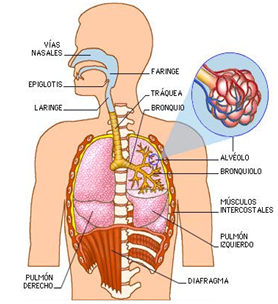 VÍAS
NASALES
EPIGLOTIS
LARINGE
FARINGE
TRÁQUEA
BRONQUIO
ALVÉOLO
BRONQUIOLO
MÚSCULOS
INTERCOSTALES
PULMÓN
IZQUIERDO
PULMÓN
DERECHO
DIAFRAGMA